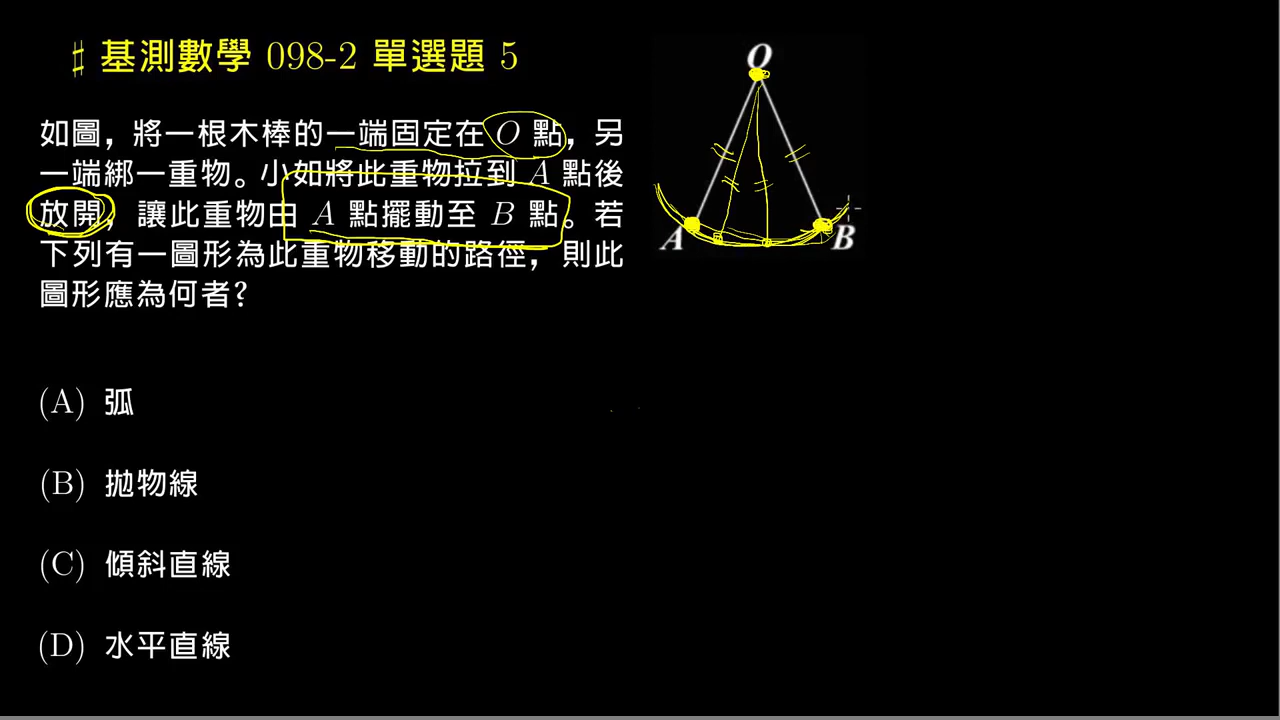 ♯ 基測數學 098-2 單選題 5
如圖，將一根木棒的一端固定在 O 點，另
一端綁一重物。小如將此重物拉到 A 點後
放開，讓此重物由 A 點擺動至 B 點。若
下列有一圖形為此重物移動的路徑，則此
圖形應為何者？
O
A
B
(A) 弧
(B) 拋物線
(C) 傾斜直線
(D) 水平直線